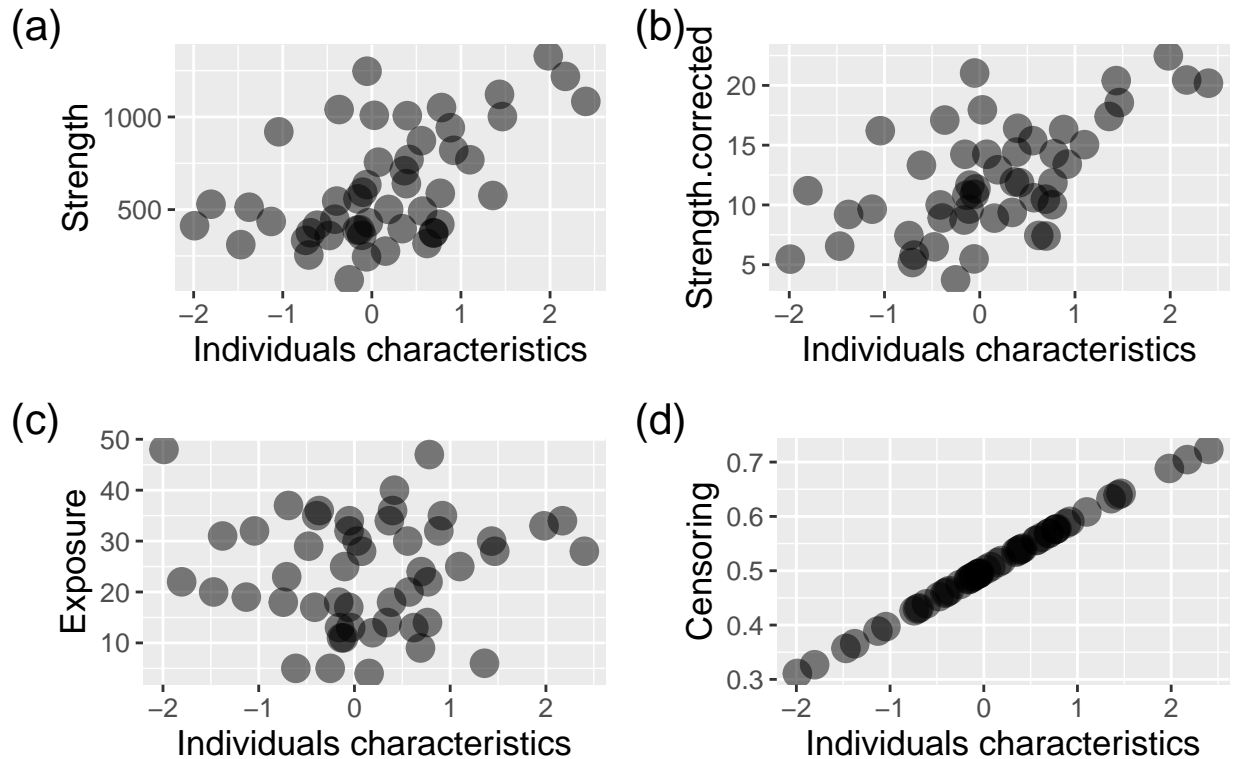 (a)
Strength
1000
500
−2 −1 0 1 2
Individuals characteristics
(b)
Strength.corrected
20
15
10
5
−2 −1 0 1 2
Individuals characteristics
(c)
Exposure
50
40
30
20
10
−2 −1 0 1 2
Individuals characteristics
(d)
Censoring
0.7
0.6
0.5
0.4
0.3
−2 −1 0 1 2
Individuals characteristics